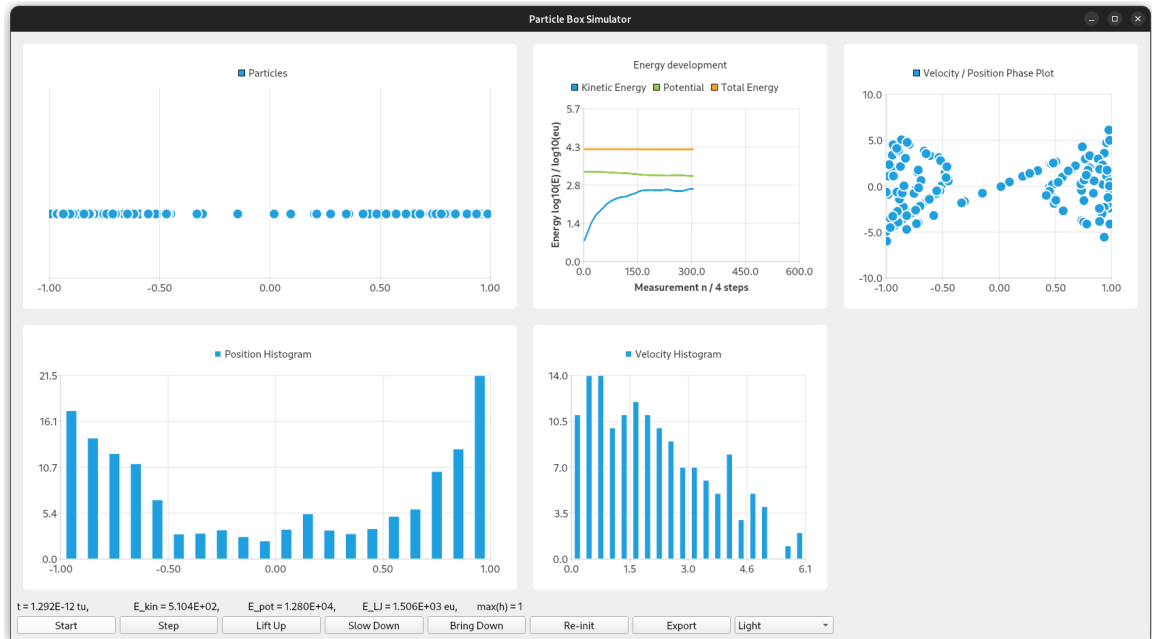 Particle Box Simulator
Particles
-1.00 -0.50 0.00 0.50 1.00
Energy development
Kinetic Energy Potential Total Energy
Energy log10(E) / log10(eu)
5.7
4.3
2.8
1.4
0.0
0.0 150.0 300.0 450.0 600.0
Measurement n / 4 steps
Velocity / Position Phase Plot
10.0
5.0
0.0
-5.0
-10.0
-1.00 -0.50 0.00 0.50 1.00
Position Histogram
21.5
16.1
10.7
5.4
0.0
-1.00 -0.50 0.00 0.50 1.00
Velocity Histogram
14.0
10.5
7.0
3.5
0.0
0.0 1.5 3.0 4.6 6.1
t = 1.292E-12 tu, E_kin = 5.104E+02, E_pot = 1.280E+04, E_LJ = 1.506E+03 eu, max(h) = 1
Start Step Lift Up Slow Down Bring Down Re-init Export Light